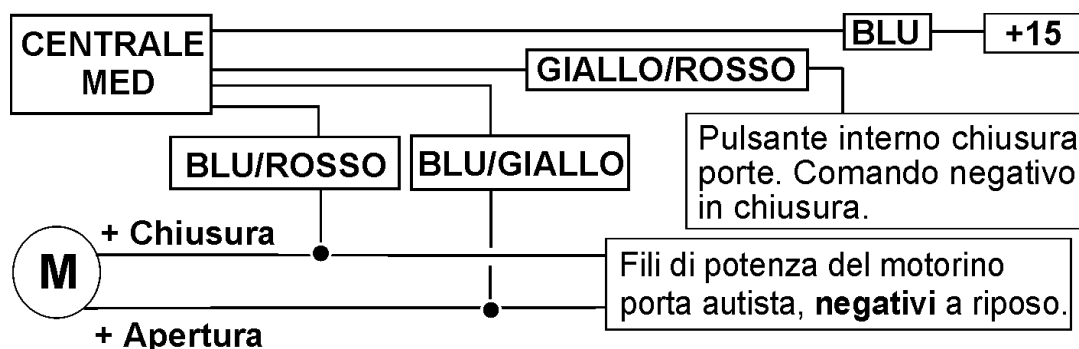 CENTRALE
MED
BLU
+15
GIALLO/ROSSO
BLU/ROSSO
BLU/GIALLO
Pulsante interno chiusura
porte. Comando negativo
in chiusura.
+ Chiusura
M
Fili di potenza del motorino
porta autista, negativi a riposo.
+ Apertura